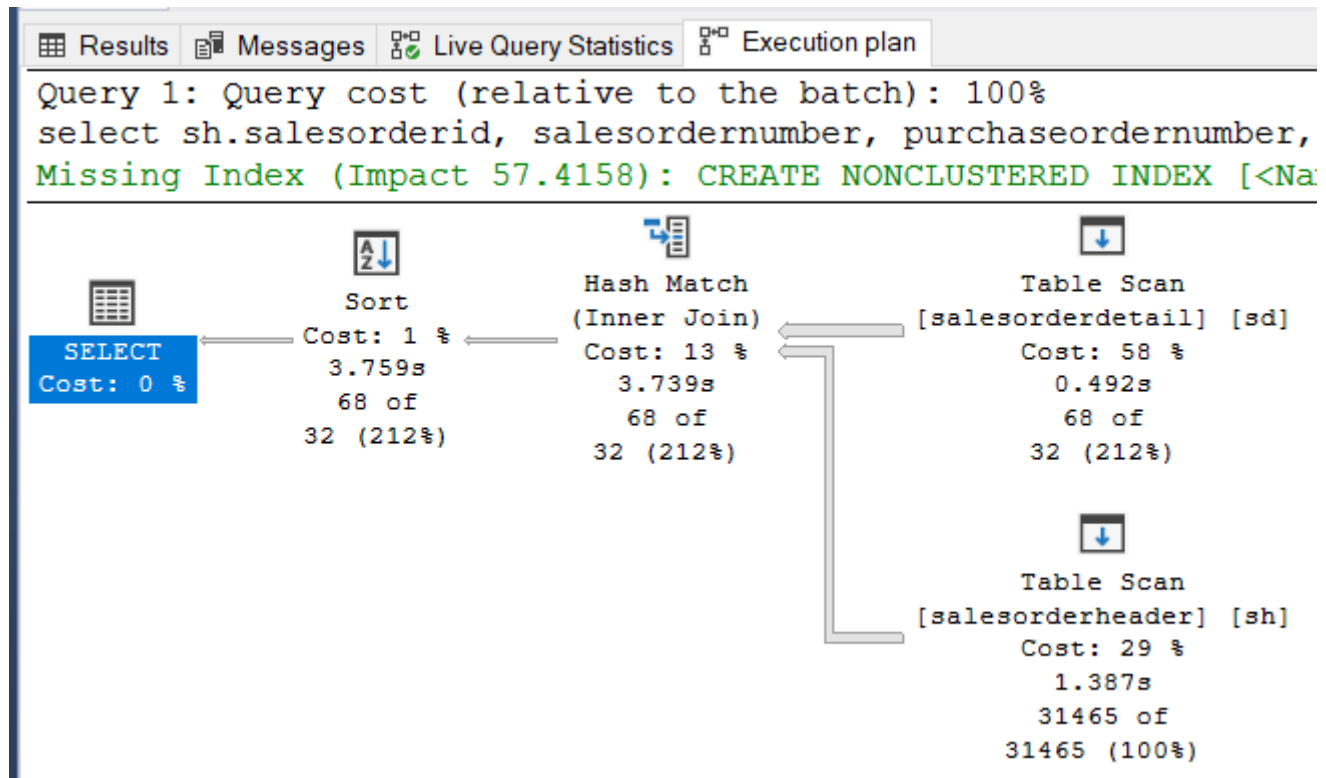 Results Messages Live Query Statistics Execution plan
Query 1: Query cost (relative to the batch): 100%
select sh.salesorderid, salesordernumber, purchaseordernumber,
Missing Index (Impact 57.4158): CREATE NONCLUSTERED INDEX [<Na
SELECT
Cost: 0 %
Sort
Cost: 1 %
3.759s
68 of
32 (212%)
Hash Match
(Inner Join)
Cost: 13 %
3.739s
68 of
32 (212%)
Table Scan
[salesorderdetail] [sd]
Cost: 58 %
0.492s
68 of
32 (212%)
Table Scan
[salesorderheader] [sh]
Cost: 29 %
1.387s
31465 of
31465 (100%)